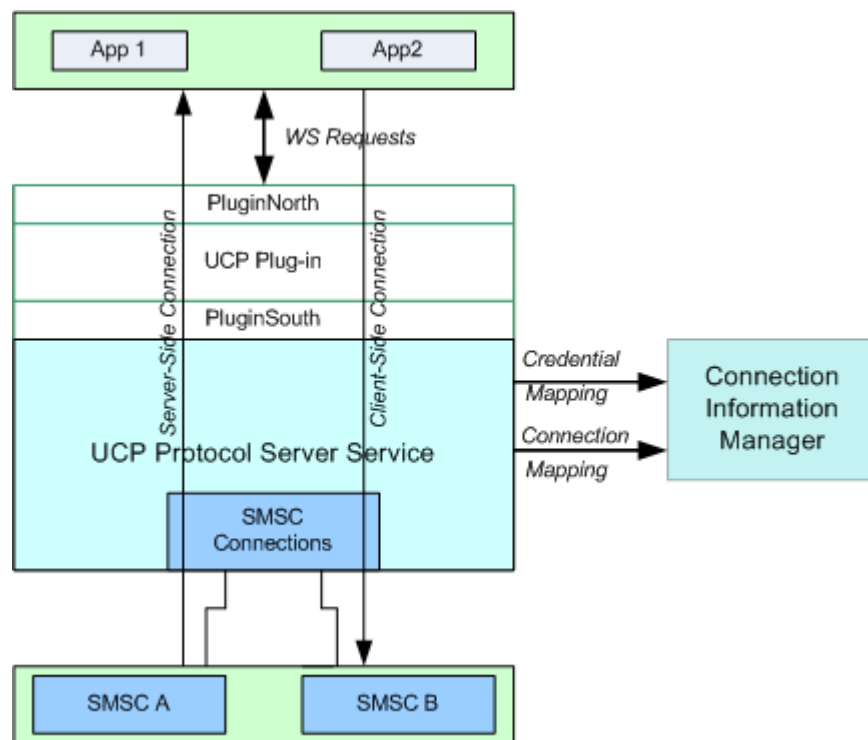 App 1
App2
WS Requests
PluginNorth
UCP Plug-in
PluginSouth
Server-Side Connection
Client-Side Connection
UCP Protocol Server Service
SMSC
Connections
Credential
Mapping
Connection
Mapping
Connection
Information
Manager
SMSC A
SMSC B